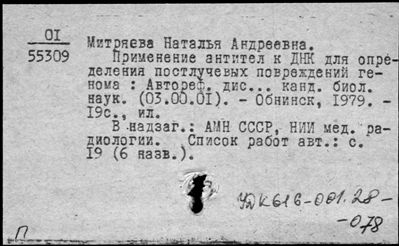 OI
55309
Митряева Наталья Андреевна.
Применение антител к ДНК для опре-
деления постлучевых повреждений ге-
нома : Автореф. дис... канд. биол.
наук. (03.00.01). - Обнинск, 1979. -
19с., ил.
В надзаг.: АМН СССР, НИИ мед. ра-
диологии. Список работ авт.: с.
19 (6 назв.).
УДК616-001.28-
-078
П